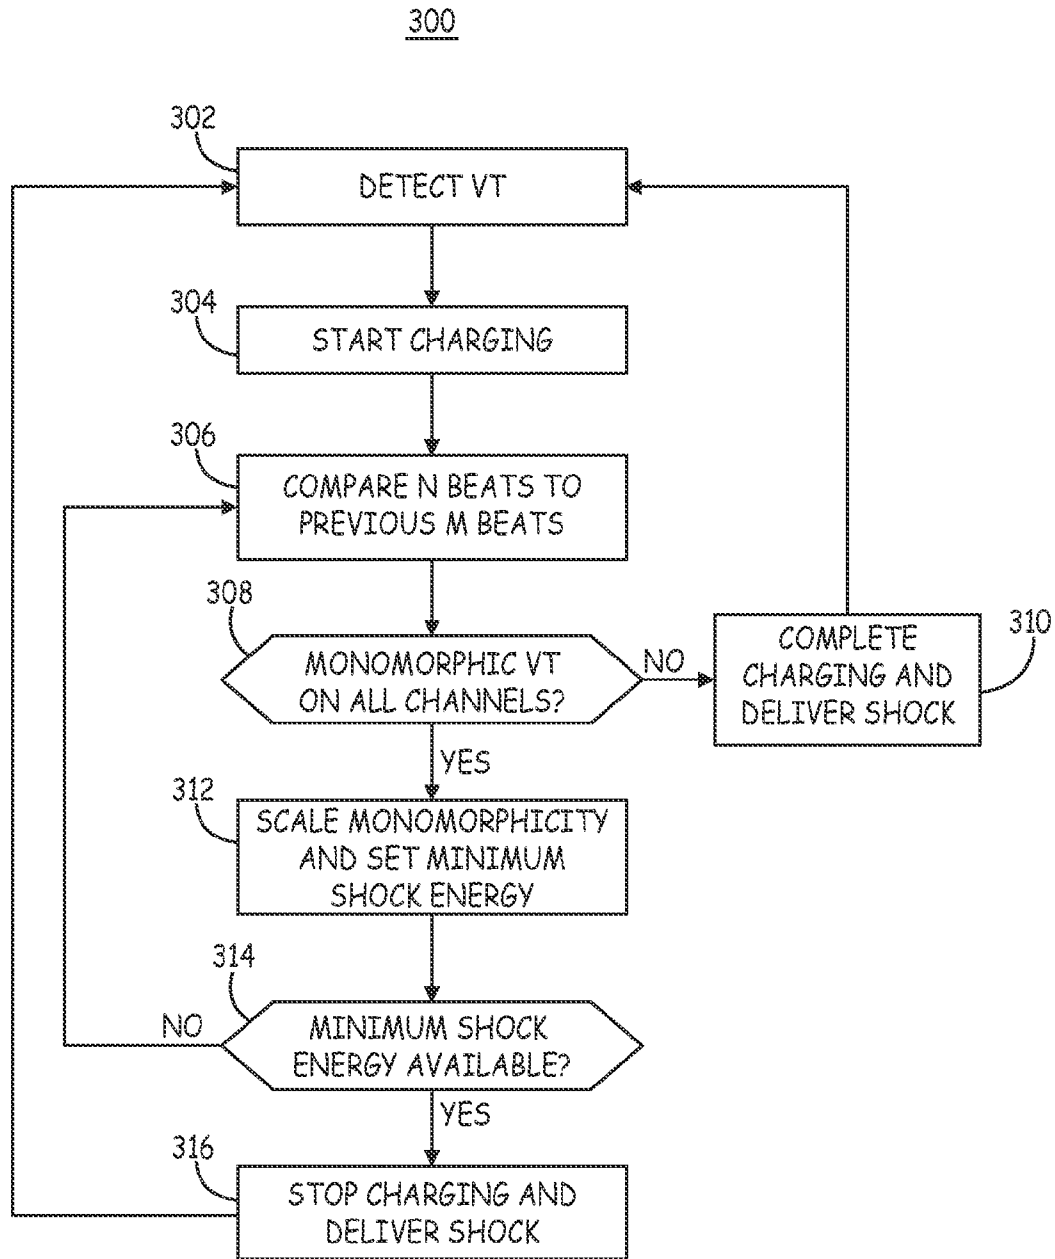 300
302
DETECT VT
304
START CHARGING
306
COMPARE N BEATS TO
PREVIOUS M BEATS
308
MONOMORPHIC VT
ON ALL CHANNELS?
NO
310
COMPLETE
CHARGING AND
DELIVER SHOCK
YES
312
SCALE MONOMORPHICITY
AND SET MINIMUM
SHOCK ENERGY
314
NO
MINIMUM SHOCK
ENERGY AVAILABLE?
YES
316
STOP CHARGING AND
DELIVER SHOCK